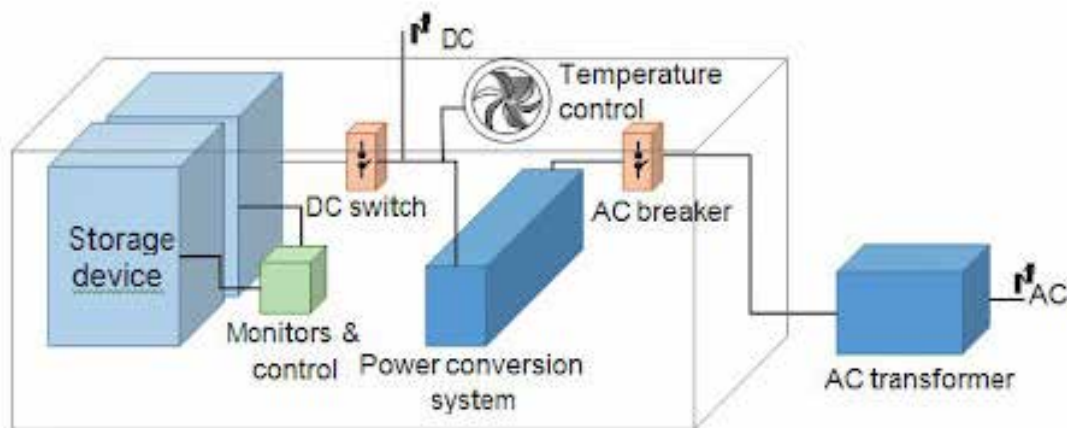 DC
Temperature
control
DC switch
AC breaker
Storage
device
Monitors &
control
Power conversion
system
AC
AC transformer